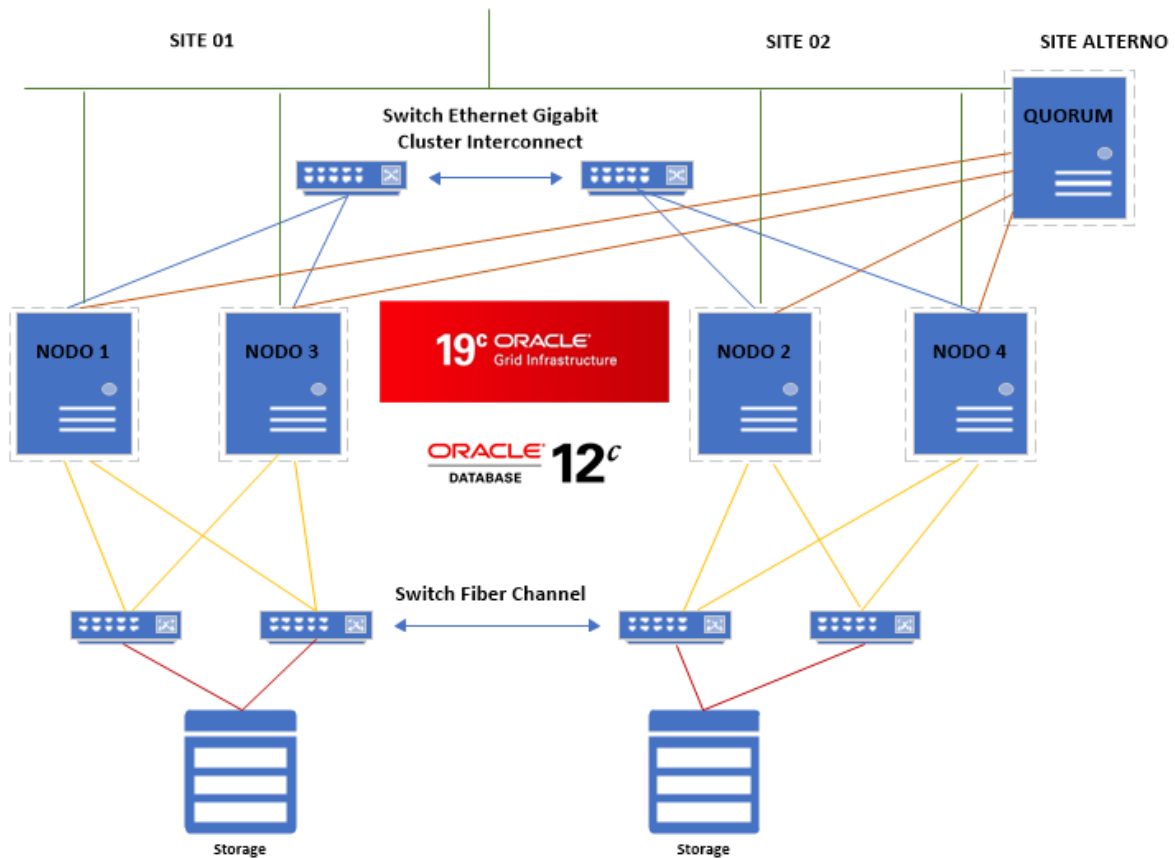 SITE 01
SITE 02
SITE ALTERNO
Switch Ethernet Gigabit
Cluster Interconnect
QUORUM
NODO 1
NODO 3
19c ORACLE®
Grid Infrastructure
NODO 2
NODO 4
ORACLE®
DATABASE
12c
Switch Fiber Channel
Storage
Storage